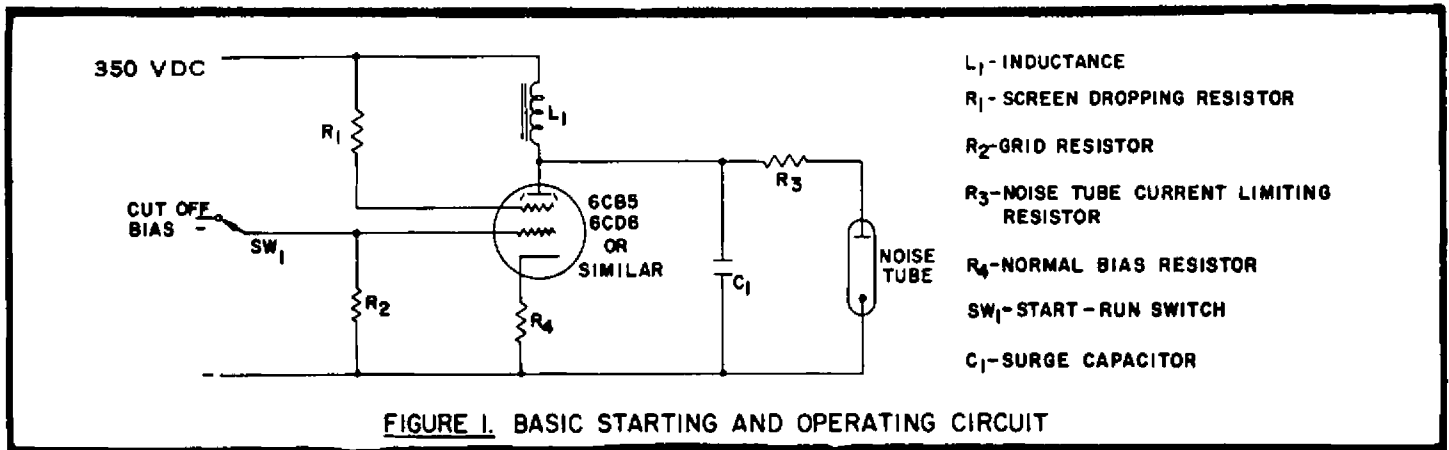 350 VDC
R1
L1
CUT OFF
BIAS -
SW1
R2
6CB5
6CD6
OR
SIMILAR
R4
C1
R3
NOISE
TUBE
-
L1-INDUCTANCE
R1-SCREEN DROPPING RESISTOR
R2-GRID RESISTOR
R3-NOISE TUBE CURRENT LIMITING
RESISTOR
R4-NORMAL BIAS RESISTOR
SW1-START-RUN SWITCH
C1-SURGE CAPACITOR
FIGURE 1. BASIC STARTING AND OPERATING CIRCUIT